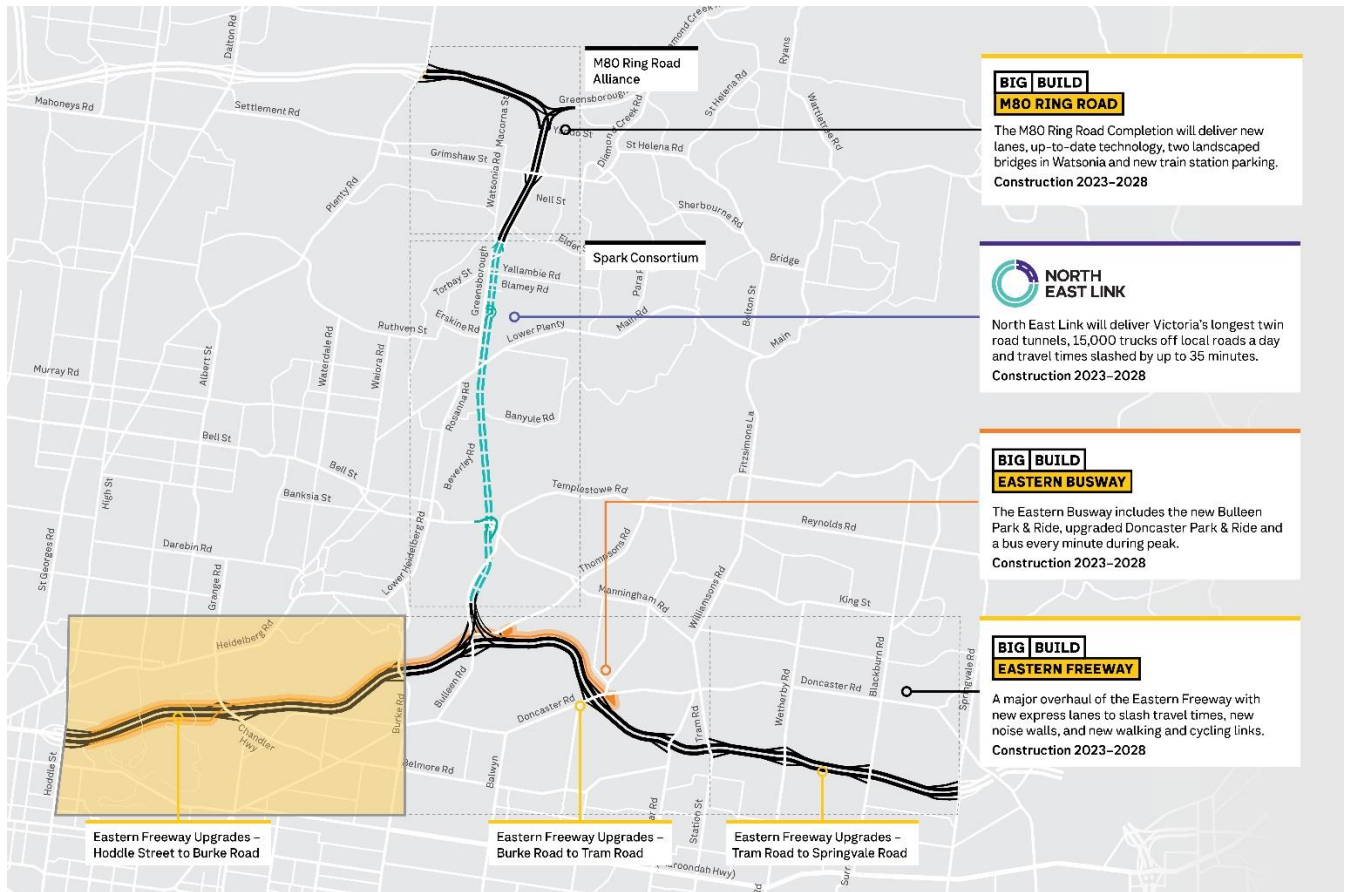 Dalton Rd
Mahoneys Rd
Settlement Rd
Plenty Rd
M80 Ring Road
Alliance
Greensborough
Macorna St
Watsonia Rd
Grimshaw St
Nell St
Diamond Creek Rd
St Helena Rd
St Helena Rd
Ryans
Wattletree Rd
Sherbourne Rd
Bridge
Spark Consortium
Greensborough
Torbay St
Yallambie Rd
Blamey Rd
Erskine Rd
Lower Plenty
Main Rd
Bolton St
Main
Ruthven St
Waterdale Rd
Waiora Rd
Albert St
Murray Rd
Rosanna Rd
Banyule Rd
Beverley Rd
Bell St
Bell St
Banksia St
High St
St Georges Rd
Darebin Rd
Grange Rd
Lower Heidelberg Rd
Templestowe Rd
Fitzsimons La
Reynolds Rd
Thompsons Rd
Manningham Rd
Williamsons Rd
King St
Heidelberg Rd
Burke Rd
Bulleen Rd
Doncaster Rd
Doncaster Rd
Wetherby Rd
Blackburn Rd
Springvale Rd
Tram Rd
Chandler
Hwy
Hoddle St
Belmore Rd
Balwyn
Station St
Eastern Freeway Upgrades –
Hoddle Street to Burke Road
Eastern Freeway Upgrades –
Burke Road to Tram Road
Eastern Freeway Upgrades –
Tram Road to Springvale Road
BIG BUILD
M80 RING ROAD
The M80 Ring Road Completion will deliver new
lanes, up-to-date technology, two landscaped
bridges in Watsonia and new train station parking.
Construction 2023–2028
NORTH
EAST LINK
North East Link will deliver Victoria's longest twin
road tunnels, 15,000 trucks off local roads a day
and travel times slashed by up to 35 minutes.
Construction 2023–2028
BIG BUILD
EASTERN BUSWAY
The Eastern Busway includes the new Bulleen
Park & Ride, upgraded Doncaster Park & Ride and
a bus every minute during peak.
Construction 2023–2028
BIG BUILD
EASTERN FREEWAY
A major overhaul of the Eastern Freeway with
new express lanes to slash travel times, new
noise walls, and new walking and cycling links.
Construction 2023–2028